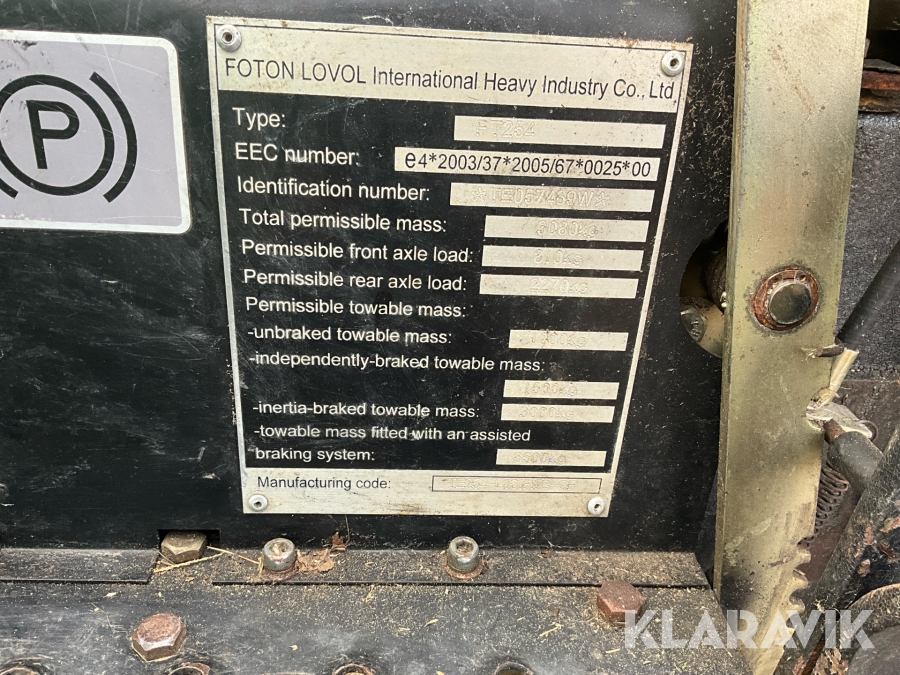 P
FOTON LOVOL International Heavy Industry Co., Ltd
Type: FT254
EEC number: e4*2003/37*2005/67*0025*00
Identification number:
Total permissible mass:
Permissible front axle load:
Permissible rear axle load:
Permissible towable mass:
-unbraked towable mass:
-independently-braked towable mass:
1500kg
-inertia-braked towable mass: 3000kg
-towable mass fitted with an assisted
braking system:
Manufacturing code:
KLARAVIK